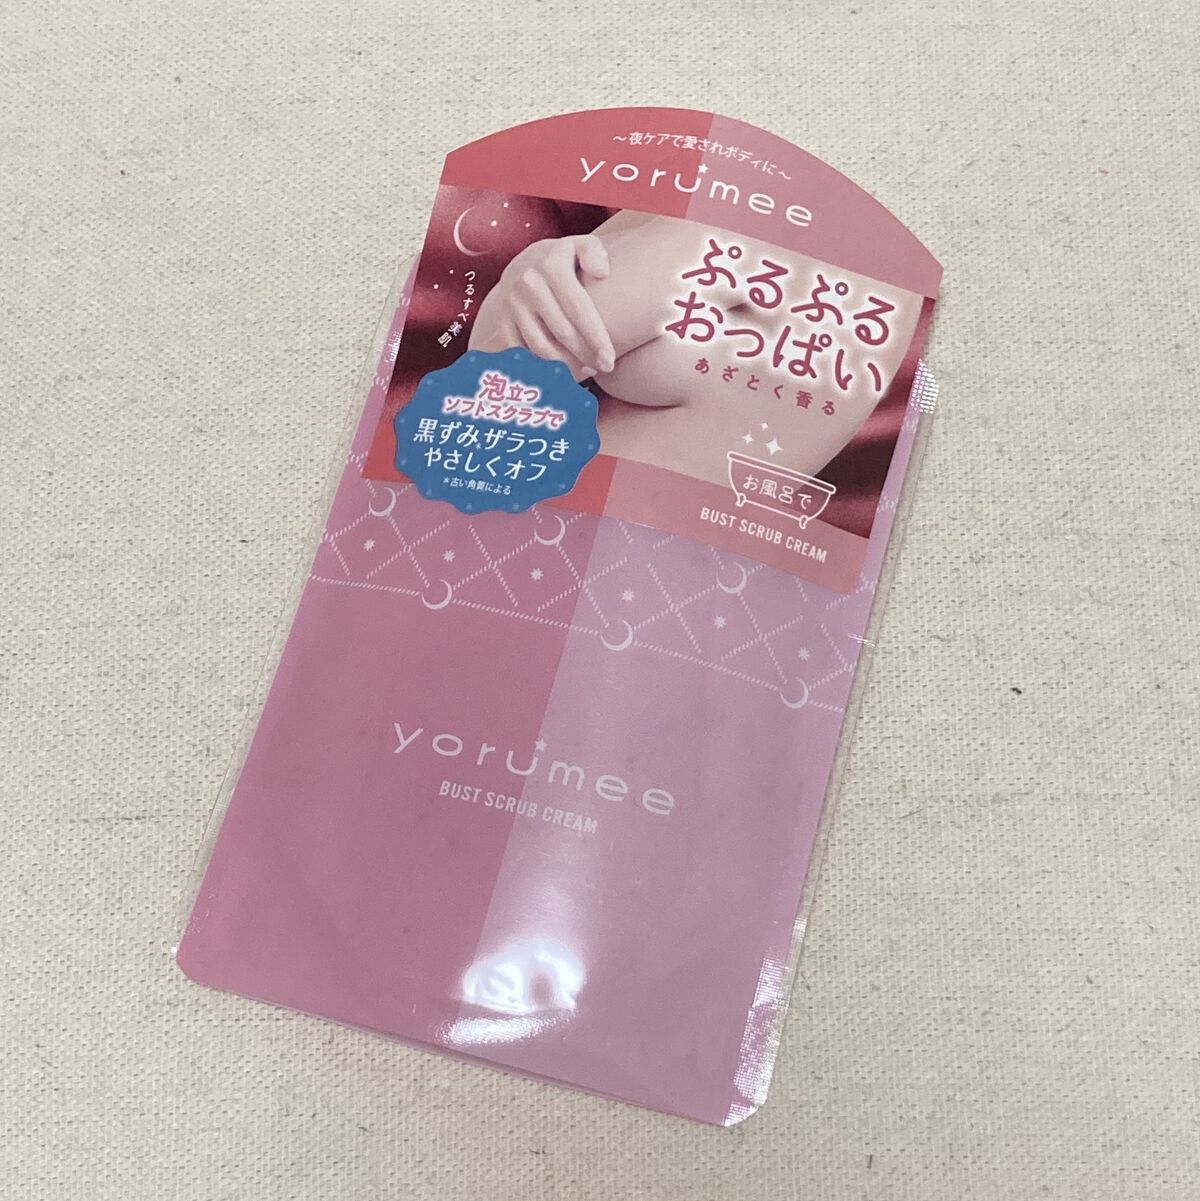 ～夜ケアで愛されボディに～
yorumee
つるすべ美肌
ぷるぷる
おっぱい
あざとく香る
泡立つ
ソフトスクラブで
黒ずみ*ザラつき
やさしくオフ
*古い角質による
お風呂で
BUST SCRUB CREAM
yorumee
BUST SCRUB CREAM